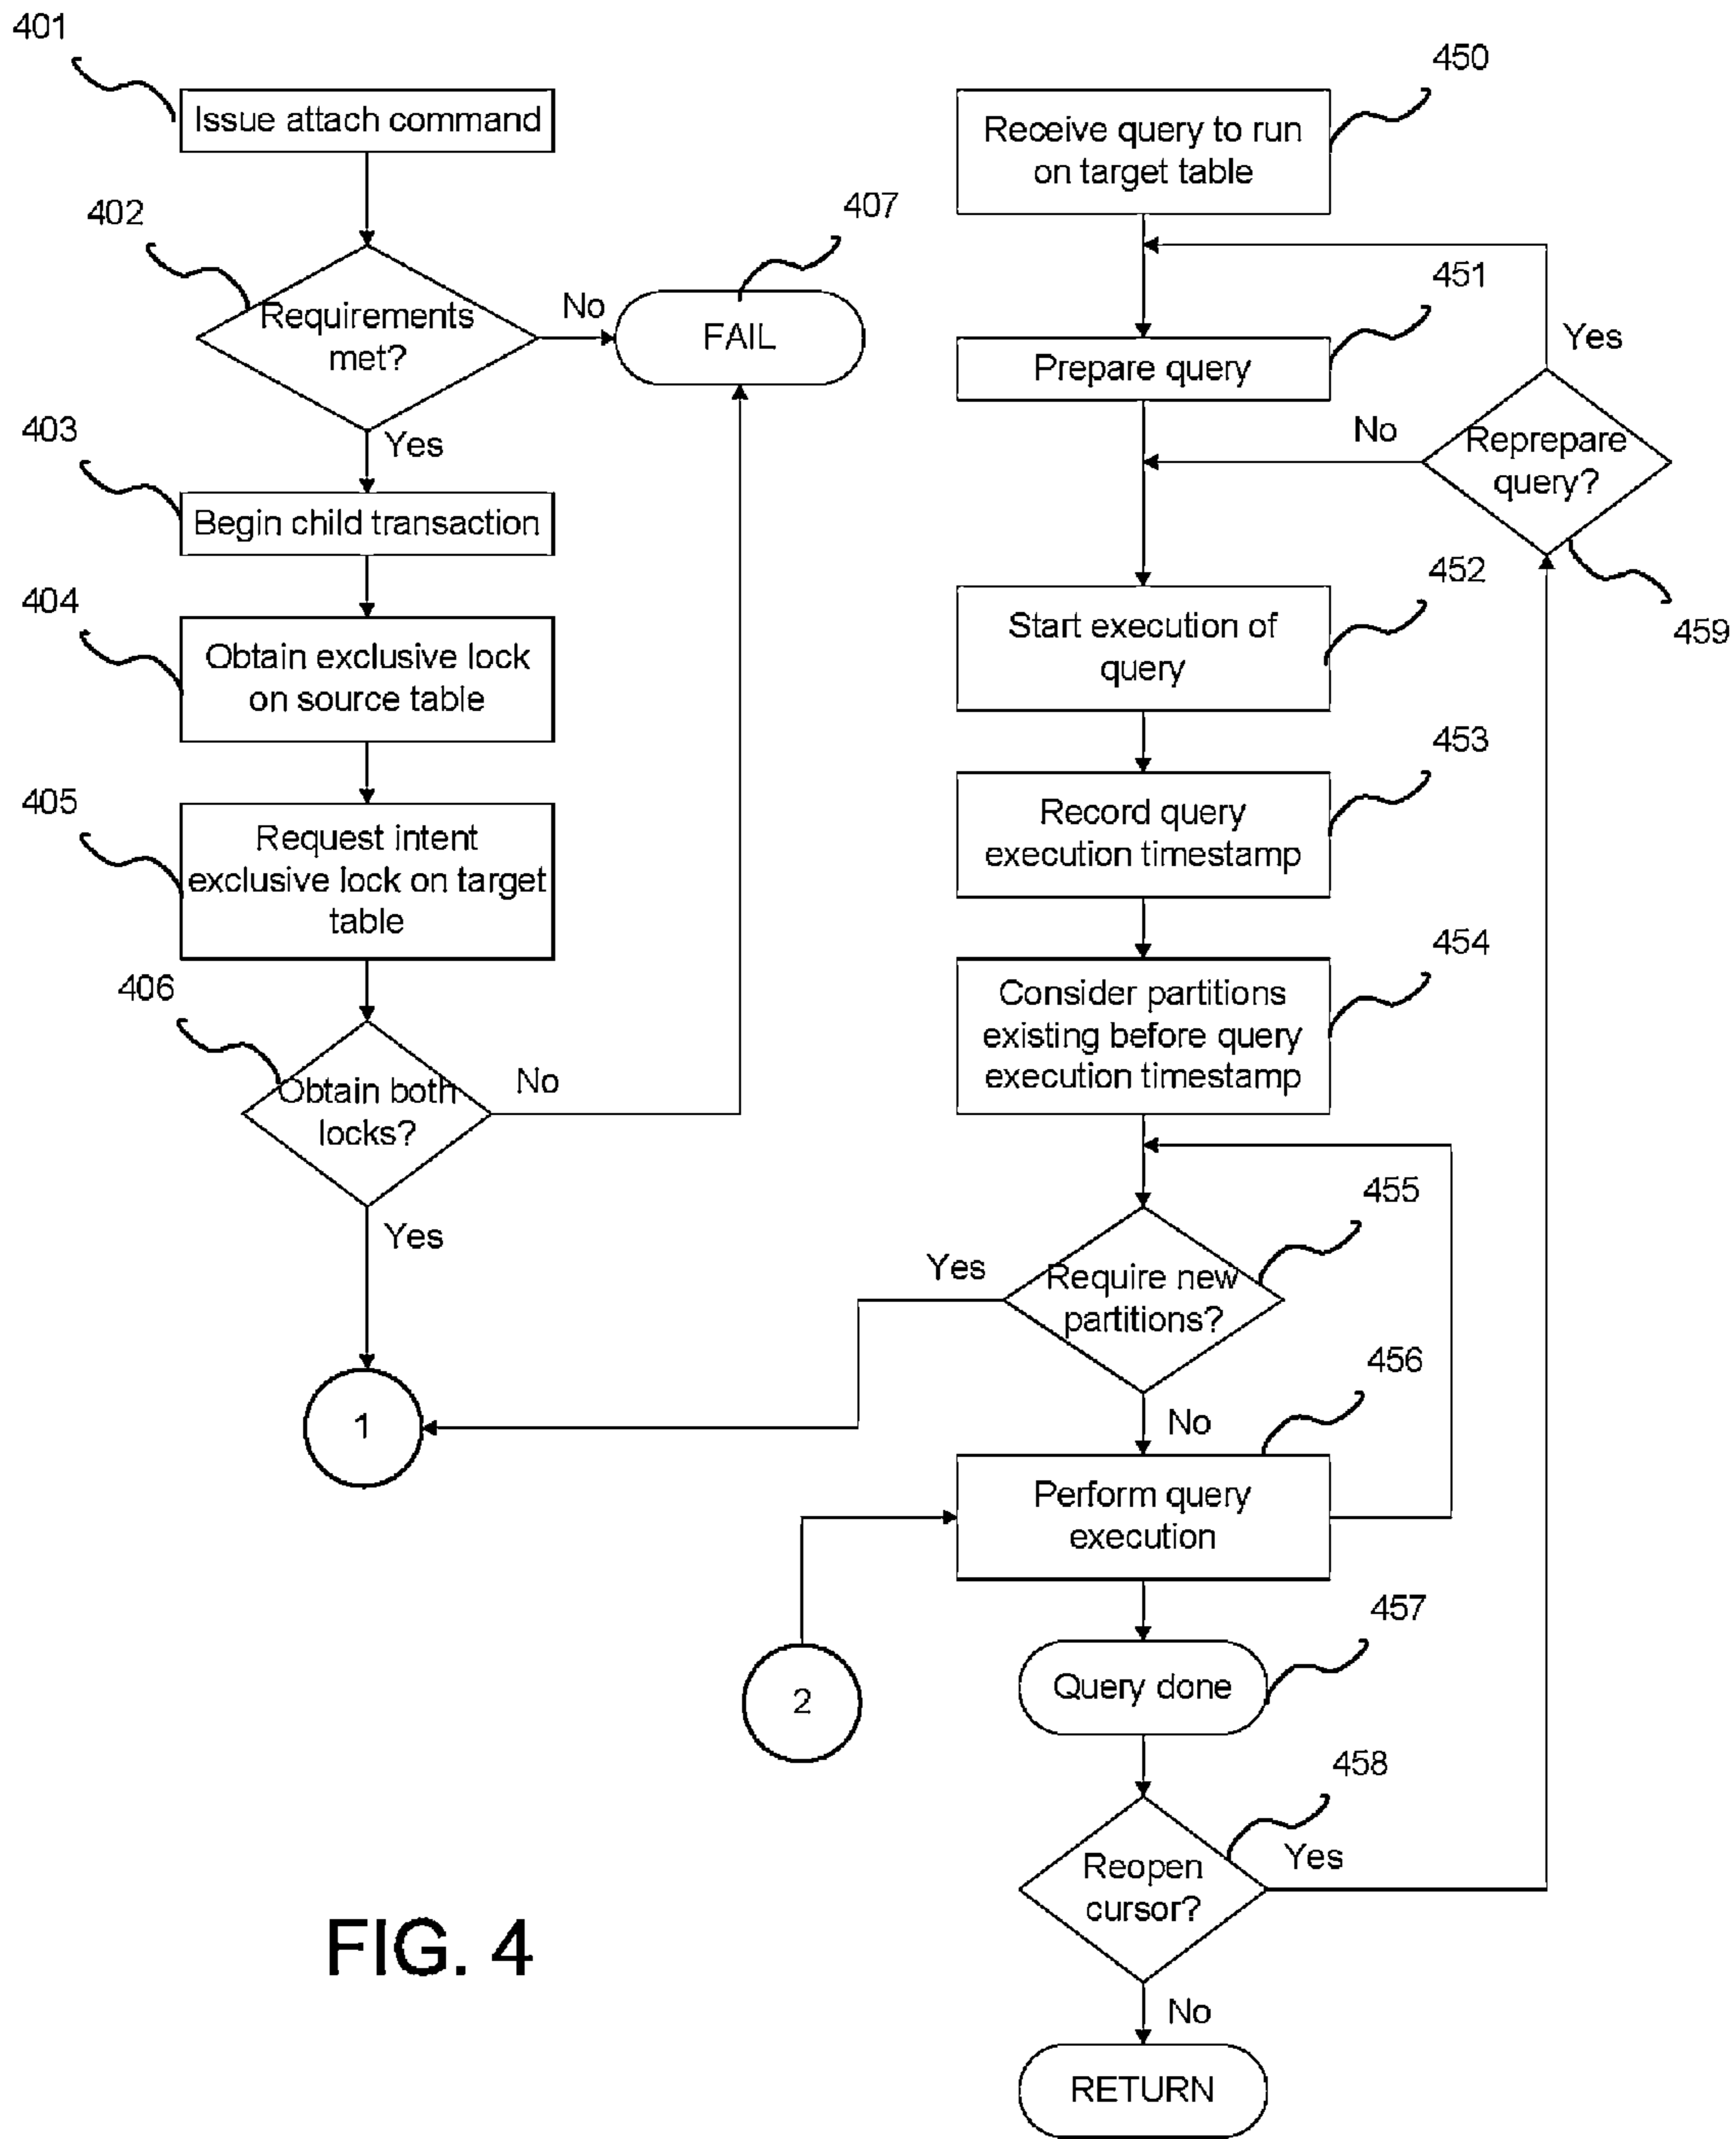 401
Issue attach command
402
Requirements
met?
No
407
FAIL
Yes
403
Begin child transaction
404
Obtain exclusive lock
on source table
405
Request intent
exclusive lock on target
table
406
Obtain both
locks?
No
Yes
1
450
Receive query to run
on target table
451
Prepare query
Yes
No
Reprepare
query?
459
452
Start execution of
query
453
Record query
execution timestamp
454
Consider partitions
existing before query
execution timestamp
455
Yes
Require new
partitions?
456
No
Perform query
execution
2
457
Query done
458
Reopen
cursor?
Yes
No
RETURN
FIG. 4